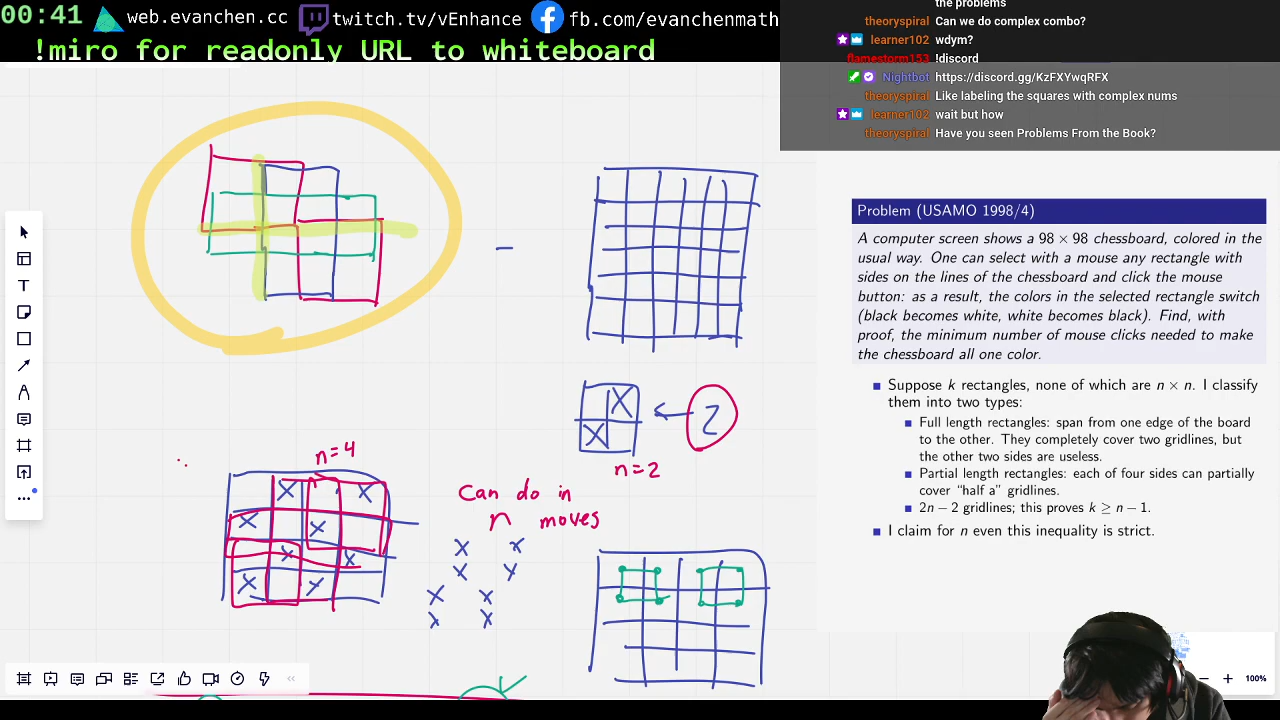 00:41
web.evanchen.cc
twitch.tv/vEnhance
fb.com/evanchenmath
!miro for readonly URL to whiteboard
the problems
theoryspiral Can we do complex combo?
learner102 wdym?
flamestorm153 !discord
Nightbot https://discord.gg/KzFXYwqRFX
theoryspiral Like labeling the squares with complex nums
learner102 wait but how
theoryspiral Have you seen Problems From the Book?
Problem (USAMO 1998/4)
A computer screen shows a 98 × 98 chessboard, colored in the
usual way. One can select with a mouse any rectangle with
sides on the lines of the chessboard and click the mouse
button: as a result, the colors in the selected rectangle switch
(black becomes white, white becomes black). Find, with
proof, the minimum number of mouse clicks needed to make
the chessboard all one color.
Suppose k rectangles, none of which are n × n. I classify
them into two types:
Full length rectangles: span from one edge of the board
to the other. They completely cover two gridlines, but
the other two sides are useless.
Partial length rectangles: each of four sides can partially
cover “half a” gridlines.
2n − 2 gridlines; this proves k ≥ n − 1.
I claim for n even this inequality is strict.
X
X
2
n=2
n=4
X X
X X
X X
X X
Can do in
n moves
X X
X X
X X
X X
T
100%